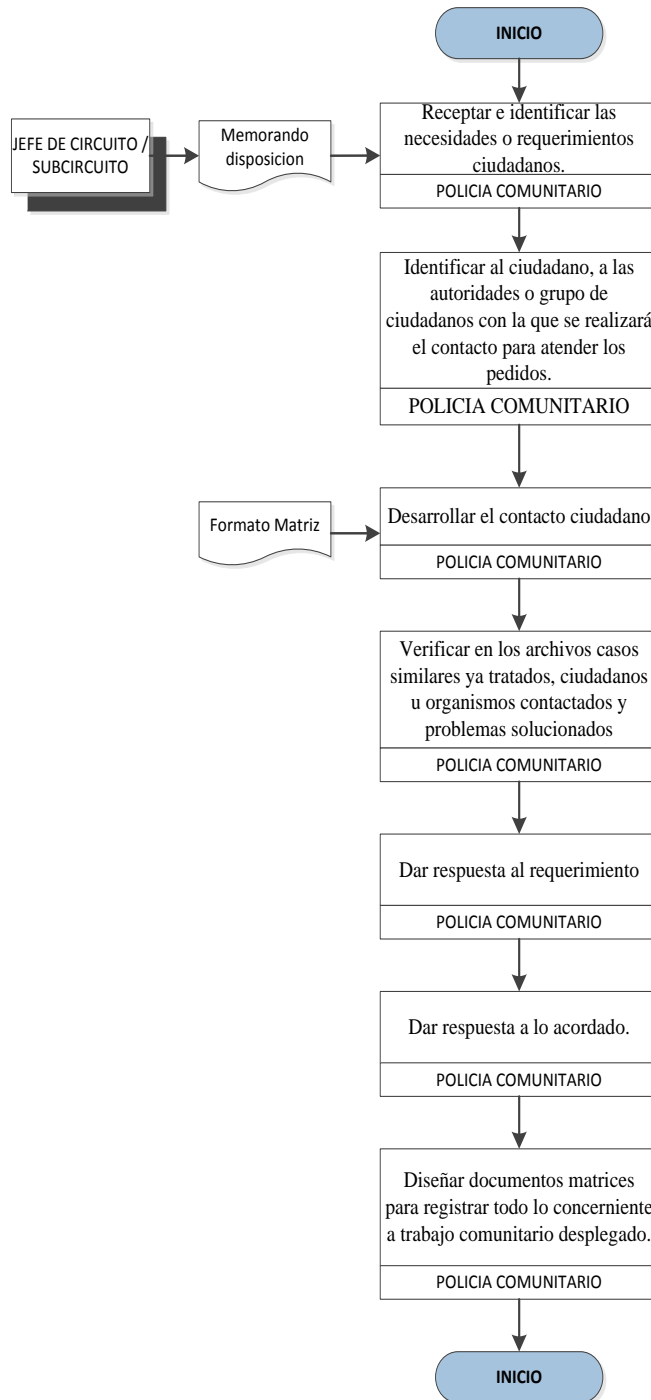 INICIO
JEFE DE CIRCUITO /
SUBCIRCUITO
Memorando
disposicion
Receptar e identificar las
necesidades o requerimientos
ciudadanos.
POLICIA COMUNITARIO
Identificar al ciudadano, a las
autoridades o grupo de
ciudadanos con la que se realizará
el contacto para atender los
pedidos.
POLICIA COMUNITARIO
Formato Matriz
Desarrollar el contacto ciudadano
POLICIA COMUNITARIO
Verificar en los archivos casos
similares ya tratados, ciudadanos
u organismos contactados y
problemas solucionados
POLICIA COMUNITARIO
Dar respuesta al requerimiento
POLICIA COMUNITARIO
Dar respuesta a lo acordado.
POLICIA COMUNITARIO
Diseñar documentos matrices
para registrar todo lo concerniente
a trabajo comunitario desplegado.
POLICIA COMUNITARIO
INICIO